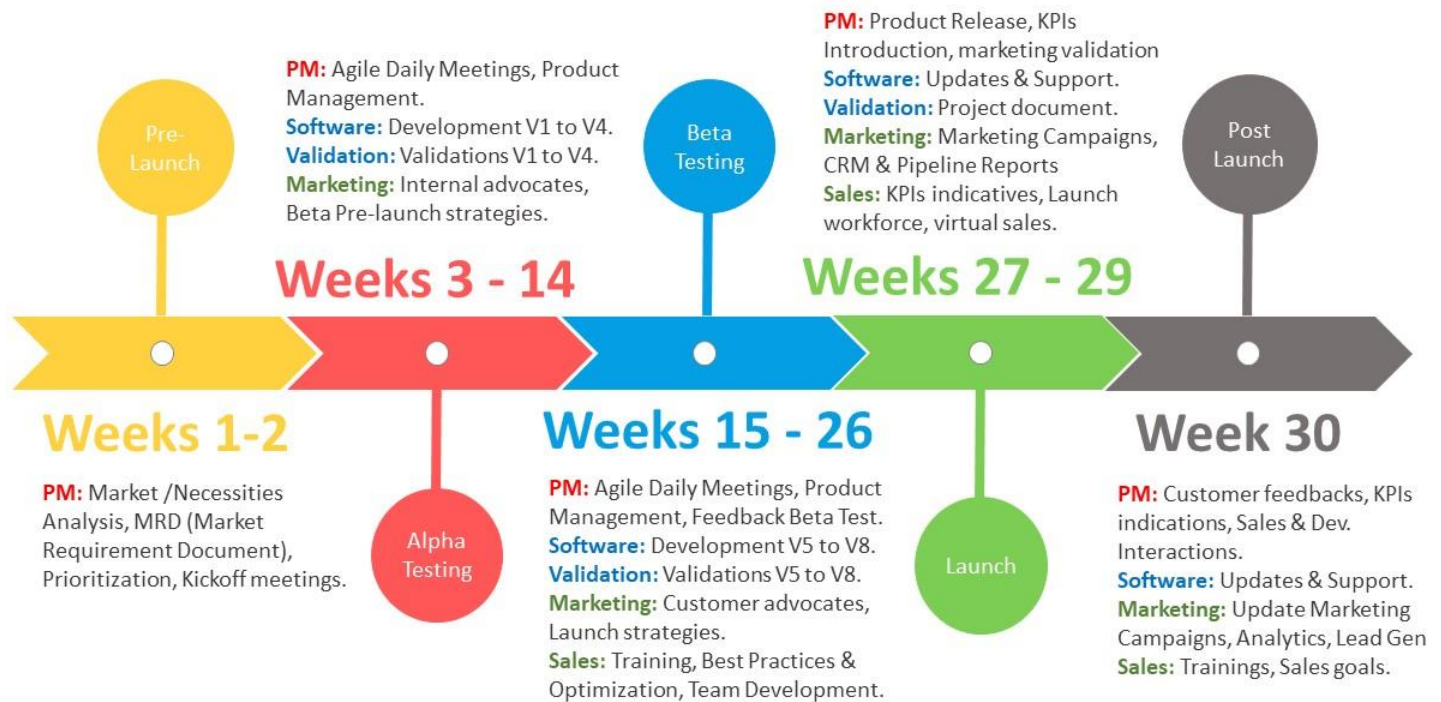 Pre-
Launch
Weeks 1-2
PM: Market /Necessities
Analysis, MRD (Market
Requirement Document),
Prioritization, Kickoff meetings.
PM: Agile Daily Meetings, Product
Management.
Software: Development V1 to V4.
Validation: Validations V1 to V4.
Marketing: Internal advocates,
Beta Pre-launch strategies.
Weeks 3 - 14
Alpha
Testing
Beta
Testing
Weeks 15 - 26
PM: Agile Daily Meetings, Product
Management, Feedback Beta Test.
Software: Development V5 to V8.
Validation: Validations V5 to V8.
Marketing: Customer advocates,
Launch strategies.
Sales: Training, Best Practices &
Optimization, Team Development.
PM: Product Release, KPIs
Introduction, marketing validation
Software: Updates & Support.
Validation: Project document.
Marketing: Marketing Campaigns,
CRM & Pipeline Reports
Sales: KPIs indicatives, Launch
workforce, virtual sales.
Weeks 27 - 29
Launch
Post
Launch
Week 30
PM: Customer feedbacks, KPIs
indications, Sales & Dev.
Interactions.
Software: Updates & Support.
Marketing: Update Marketing
Campaigns, Analytics, Lead Gen
Sales: Trainings, Sales goals.